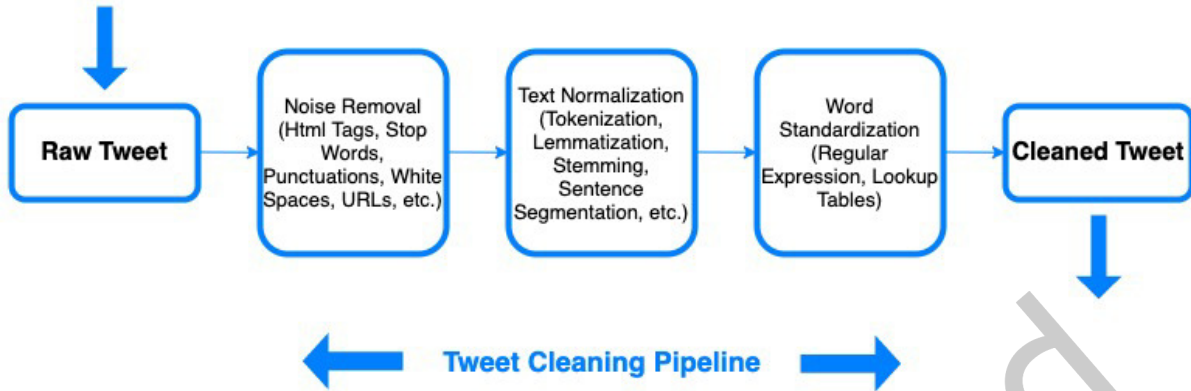 Raw Tweet
Noise Removal
(Html Tags, Stop
Words,
Punctuations, White
Spaces, URLs, etc.)
Text Normalization
(Tokenization,
Lemmatization,
Stemming,
Sentence
Segmentation, etc.)
Word
Standardization
(Regular
Expression, Lookup
Tables)
Cleaned Tweet
Tweet Cleaning Pipeline
d